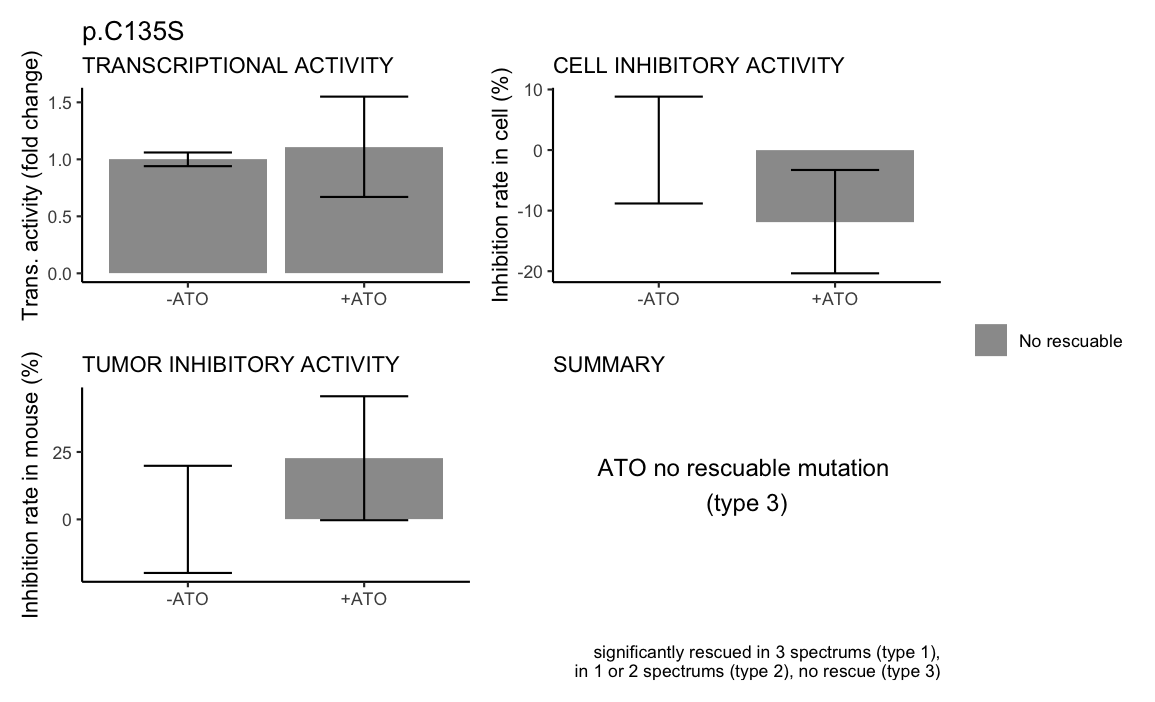 p.C135S
TRANSCRIPTIONAL ACTIVITY
Trans. activity (fold change)
1.5
1.0
0.5
0.0
-ATO
+ATO
CELL INHIBITORY ACTIVITY
Inhibition rate in cell (%)
10
0
-10
-20
-ATO
+ATO
No rescuable
TUMOR INHIBITORY ACTIVITY
Inhibition rate in mouse (%)
25
0
-ATO
+ATO
SUMMARY
ATO no rescuable mutation
(type 3)
significantly rescued in 3 spectrums (type 1),
in 1 or 2 spectrums (type 2), no rescue (type 3)